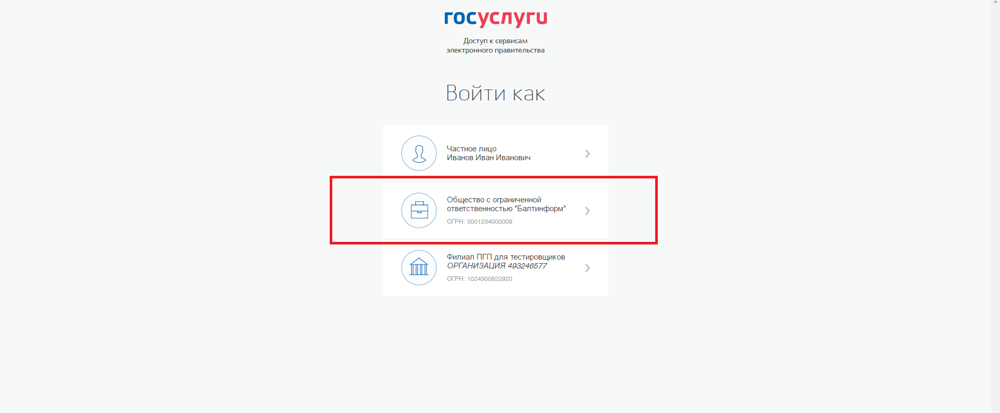 госуслуги
Доступ к сервисам
электронного правительства
Войти как
Частное лицо
Иванов Иван Иванович
Общество с ограниченной
ответственностью "Балтинформ"
ОГРН: 0001234000009
Филиал ПГП для тестировщиков
ОРГАНИЗАЦИЯ 493246577
ОГРН: 1024300822920